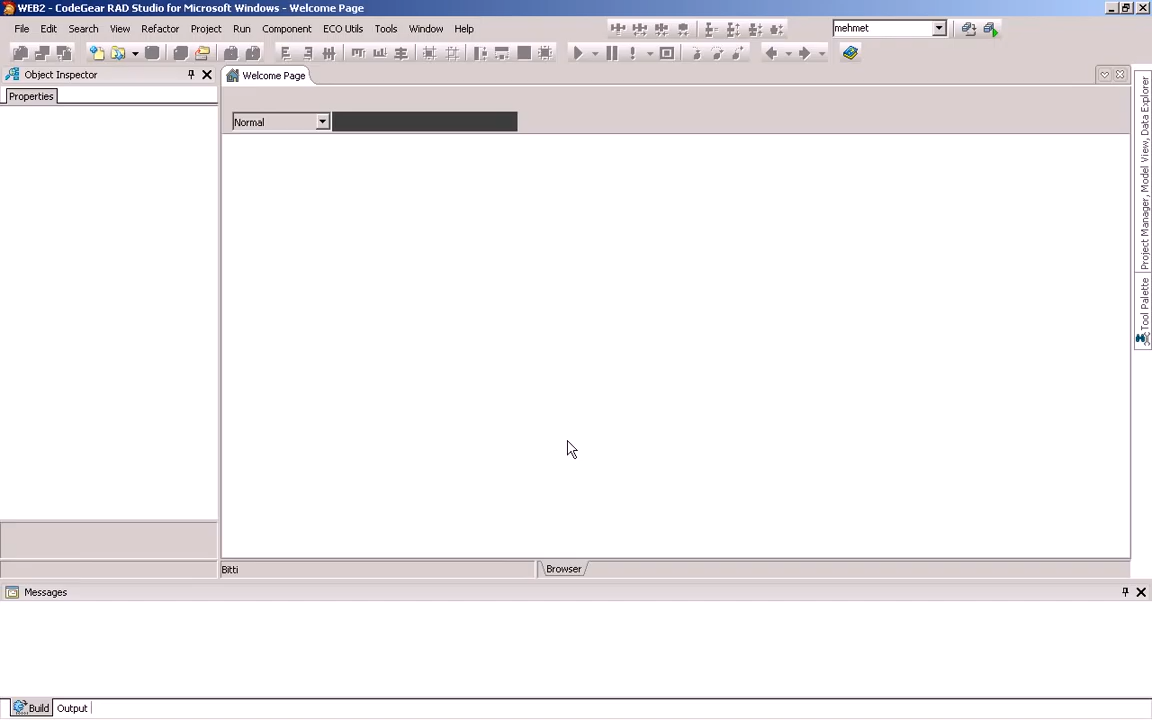 WEB2 - CodeGear RAD Studio for Microsoft Windows - Welcome Page
File Edit Search View Refactor Project Run Component ECO Utils Tools Window Help
mehmet
Object Inspector
Welcome Page
Properties
Normal
Project Manager, Model View, Data Explorer
Tool Palette
Bitti
Browser
Messages
Build Output